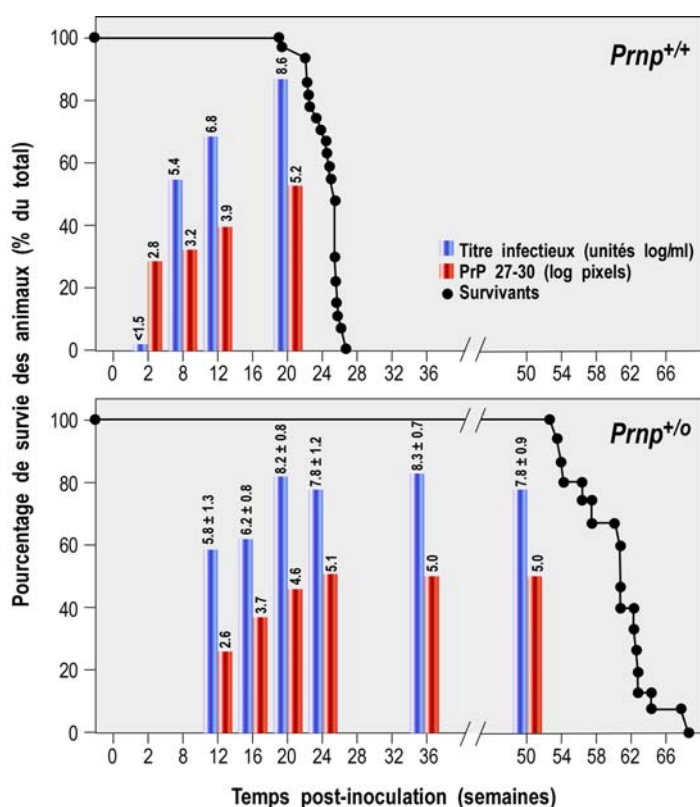 Pourcentage de survie des animaux (% du total)
100
80
60
40
20
0
Prnp+/+
<1.5
2.8
5.4
3.2
6.8
3.9
8.6
5.2
Titre infectieux (unités log/ml)
PrP 27-30 (log pixels)
Survivants
0 2 8 12 16 20 24 28 36 50 54 58 62 66
100
80
60
40
20
0
Prnp+/o
5.8 ± 1.3
2.6
6.2 ± 0.8
3.7
8.2 ± 0.8
4.6
7.8 ± 1.2
5.1
8.3 ± 0.7
5.0
7.8 ± 0.9
5.0
0 2 8 12 16 20 24 28 36 50 54 58 62 66
Temps post-inoculation (semaines)